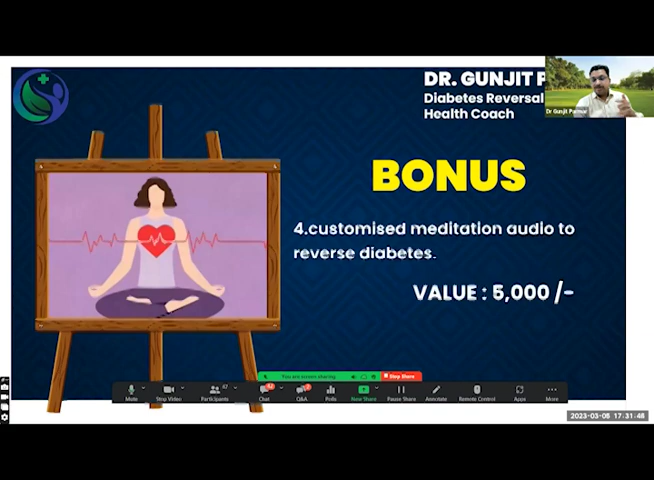 DR. GUNJIT P
Diabetes Reversal
Health Coach
Dr Gunjit Parmar
BONUS
4.customised meditation audio to
reverse diabetes.
VALUE : 5,000 /-
You are screen sharing
Stop Share
Mute
Stop Video
Participants
47
Chat
Q&A
Polls
New Share
Pause Share
Annotate
Remote Control
Apps
More
2023-03-05 17:31:48